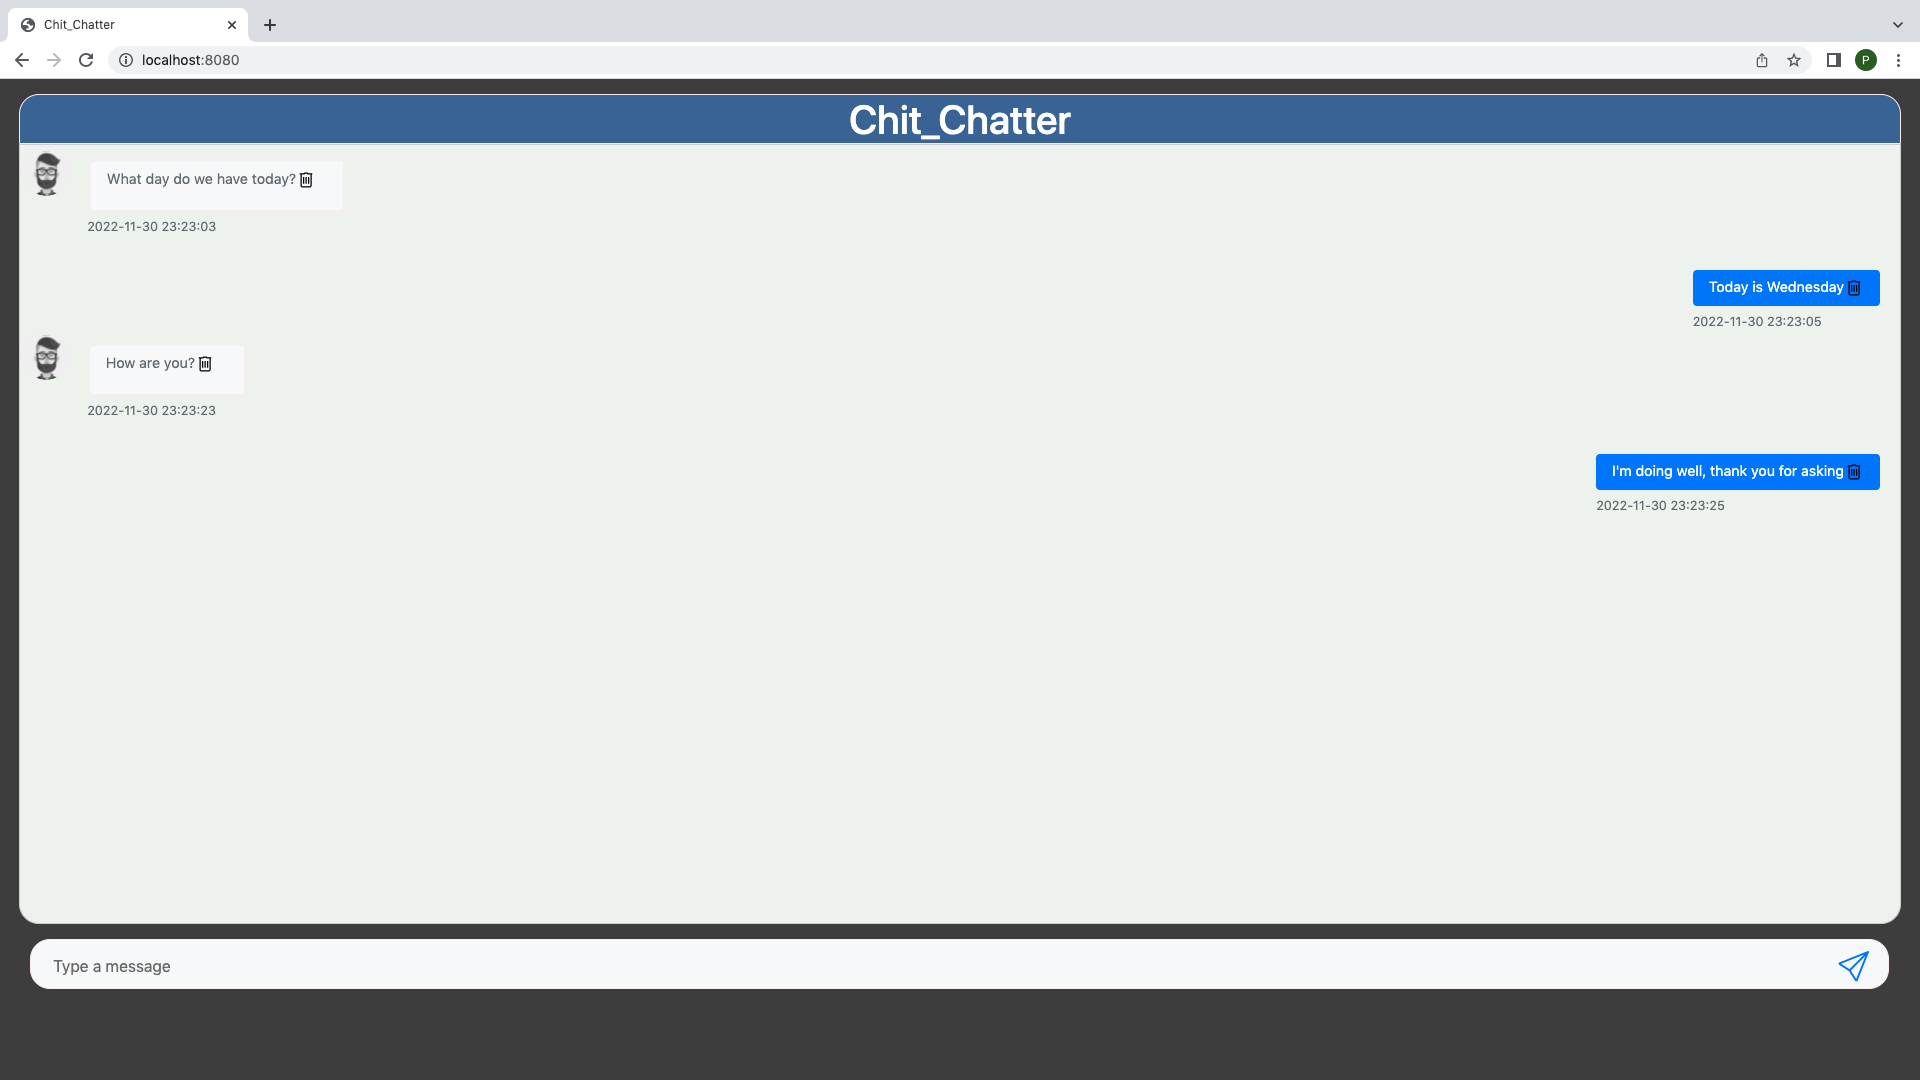 Chit_Chatter
localhost:8080
P
Chit_Chatter
What day do we have today?
2022-11-30 23:23:03
Today is Wednesday
2022-11-30 23:23:05
How are you?
2022-11-30 23:23:23
I'm doing well, thank you for asking
2022-11-30 23:23:25
Type a message